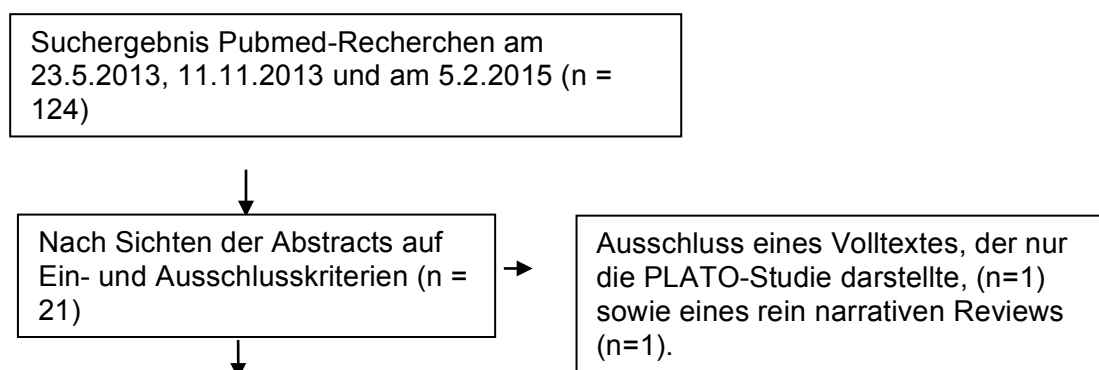 Suchergebnis Pubmed-Recherchen am
23.5.2013, 11.11.2013 und am 5.2.2015 (n =
124)
Nach Sichten der Abstracts auf
Ein- und Ausschlusskriterien (n =
21)
Ausschluss eines Volltextes, der nur
die PLATO-Studie darstellte, (n=1)
sowie eines rein narrativen Reviews
(n=1).